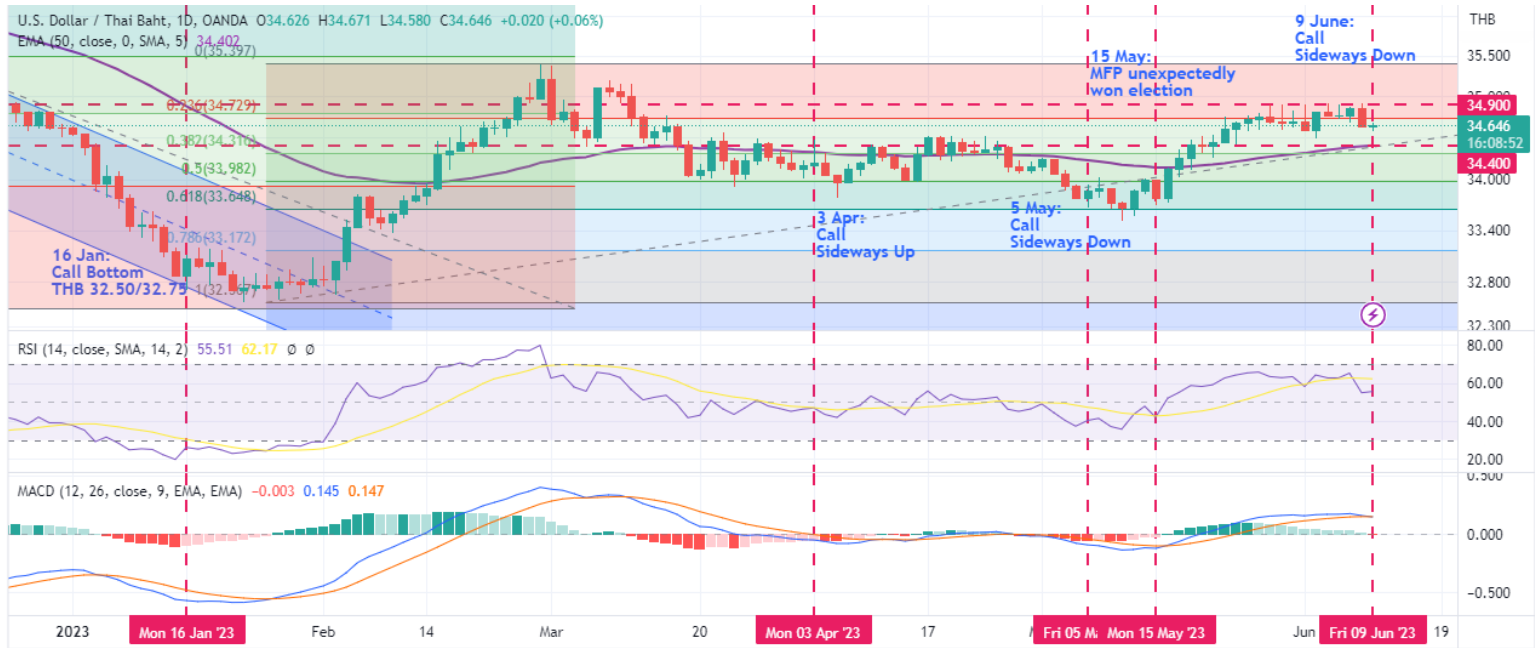 U.S. Dollar / Thai Baht, 1D, OANDA O34.626 H34.671 L34.580 C34.646 +0.020 (+0.06%)
EMA (50, close, 0, SMA, 5) 34.402
0(35.397)
0.236(34.729)
0.382(34.316)
0.5(33.982)
0.618(33.648)
0.786(33.172)
16 Jan:
Call Bottom
THB 32.50/32.75
3 Apr:
Call
Sideways Up
5 May:
Call
Sideways Down
15 May:
MFP unexpectedly
won election
9 June:
Call
Sideways Down
THB
35.500
34.900
34.646
16:08:52
34.400
34.000
33.400
32.800
32.300
RSI (14, close, SMA, 14, 2) 55.51 62.17 Ø Ø
80.00
60.00
40.00
20.00
MACD (12, 26, close, 9, EMA, EMA) −0.003 0.145 0.147
0.500
0.000
−0.500
2023
Mon 16 Jan '23
Feb
14
Mar
20
Mon 03 Apr '23
17
Fri 05 M
Mon 15 May '23
Jun
Fri 09 Jun '23
19